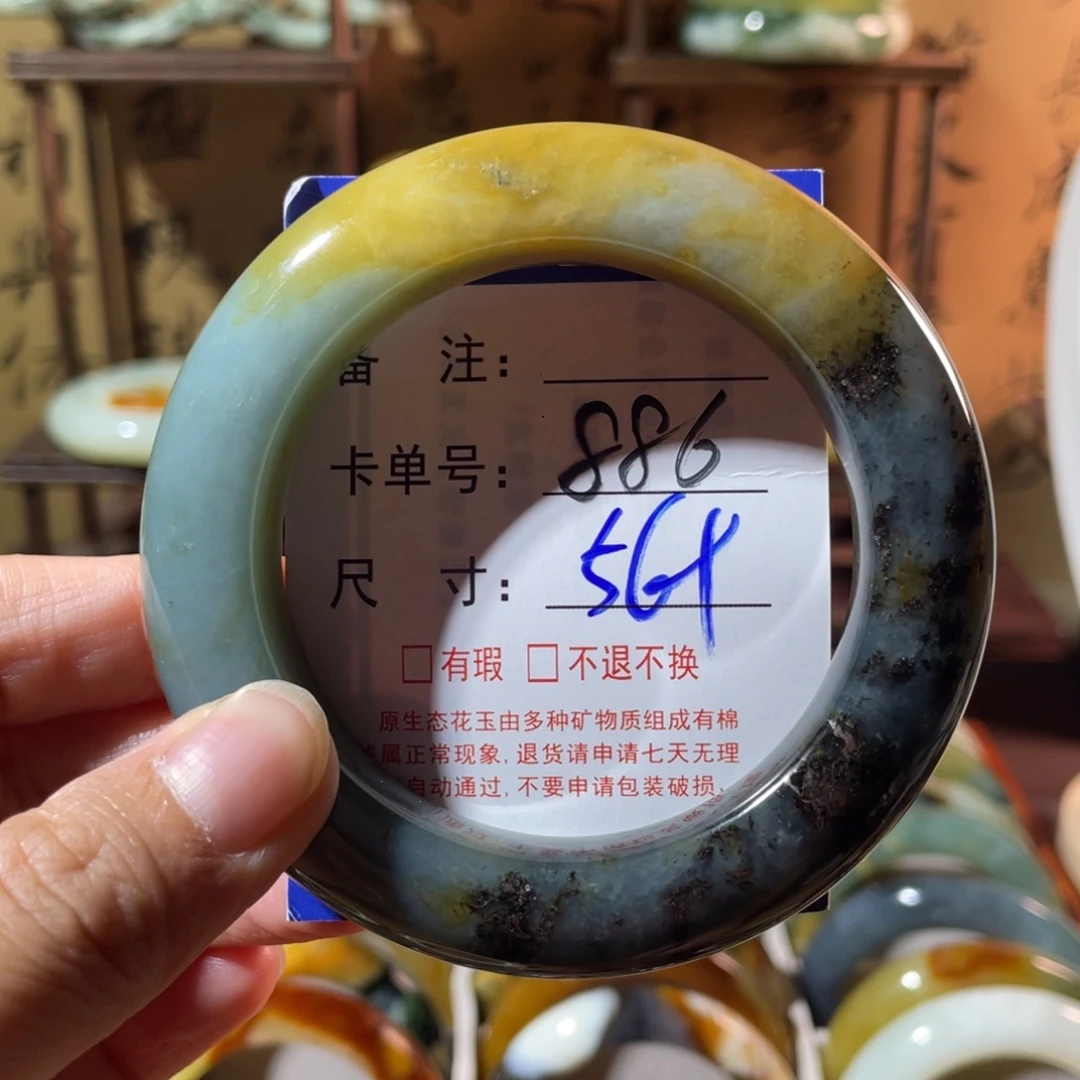 备 注:
卡单号: 886
尺 寸: 56
□有瑕 □不退不换
原生态花玉由多种矿物质组成有棉
属正常现象,退货请申请七天无理
自动通过,不要申请包装破损,